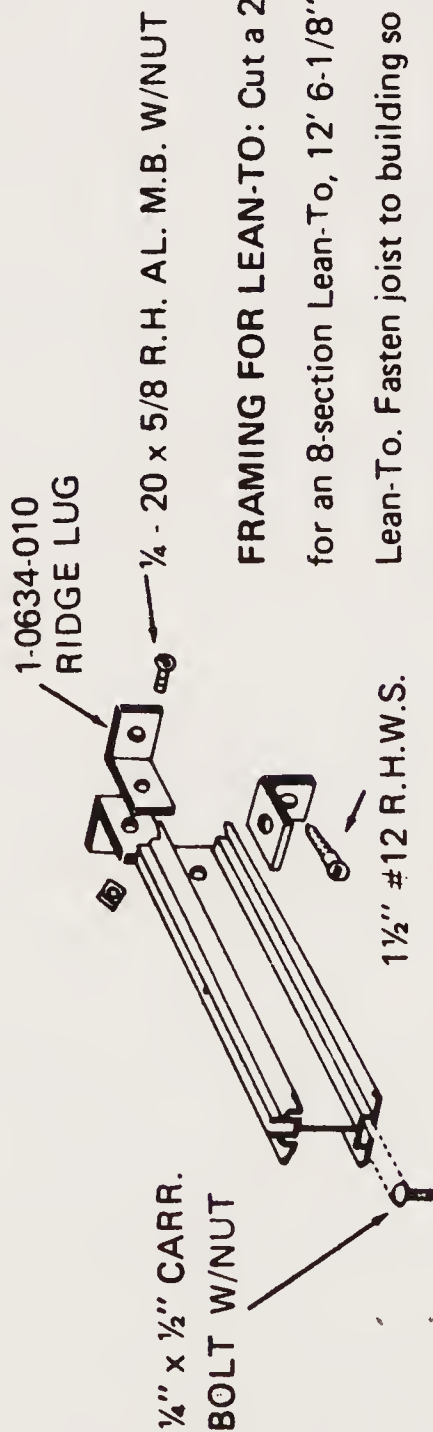 1-0634-010
RIDGE LUG
¼ - 20 x 5/8 R.H. AL. M.B. W/NUT
¼" x ½" CARR.
BOLT W/NUT
1½" #12 R.H.W.S.
FRAMING FOR LEAN-TO: Cut a 2
for an 8-section Lean-To, 12' 6-1/8"
Lean-To. Fasten joist to building so